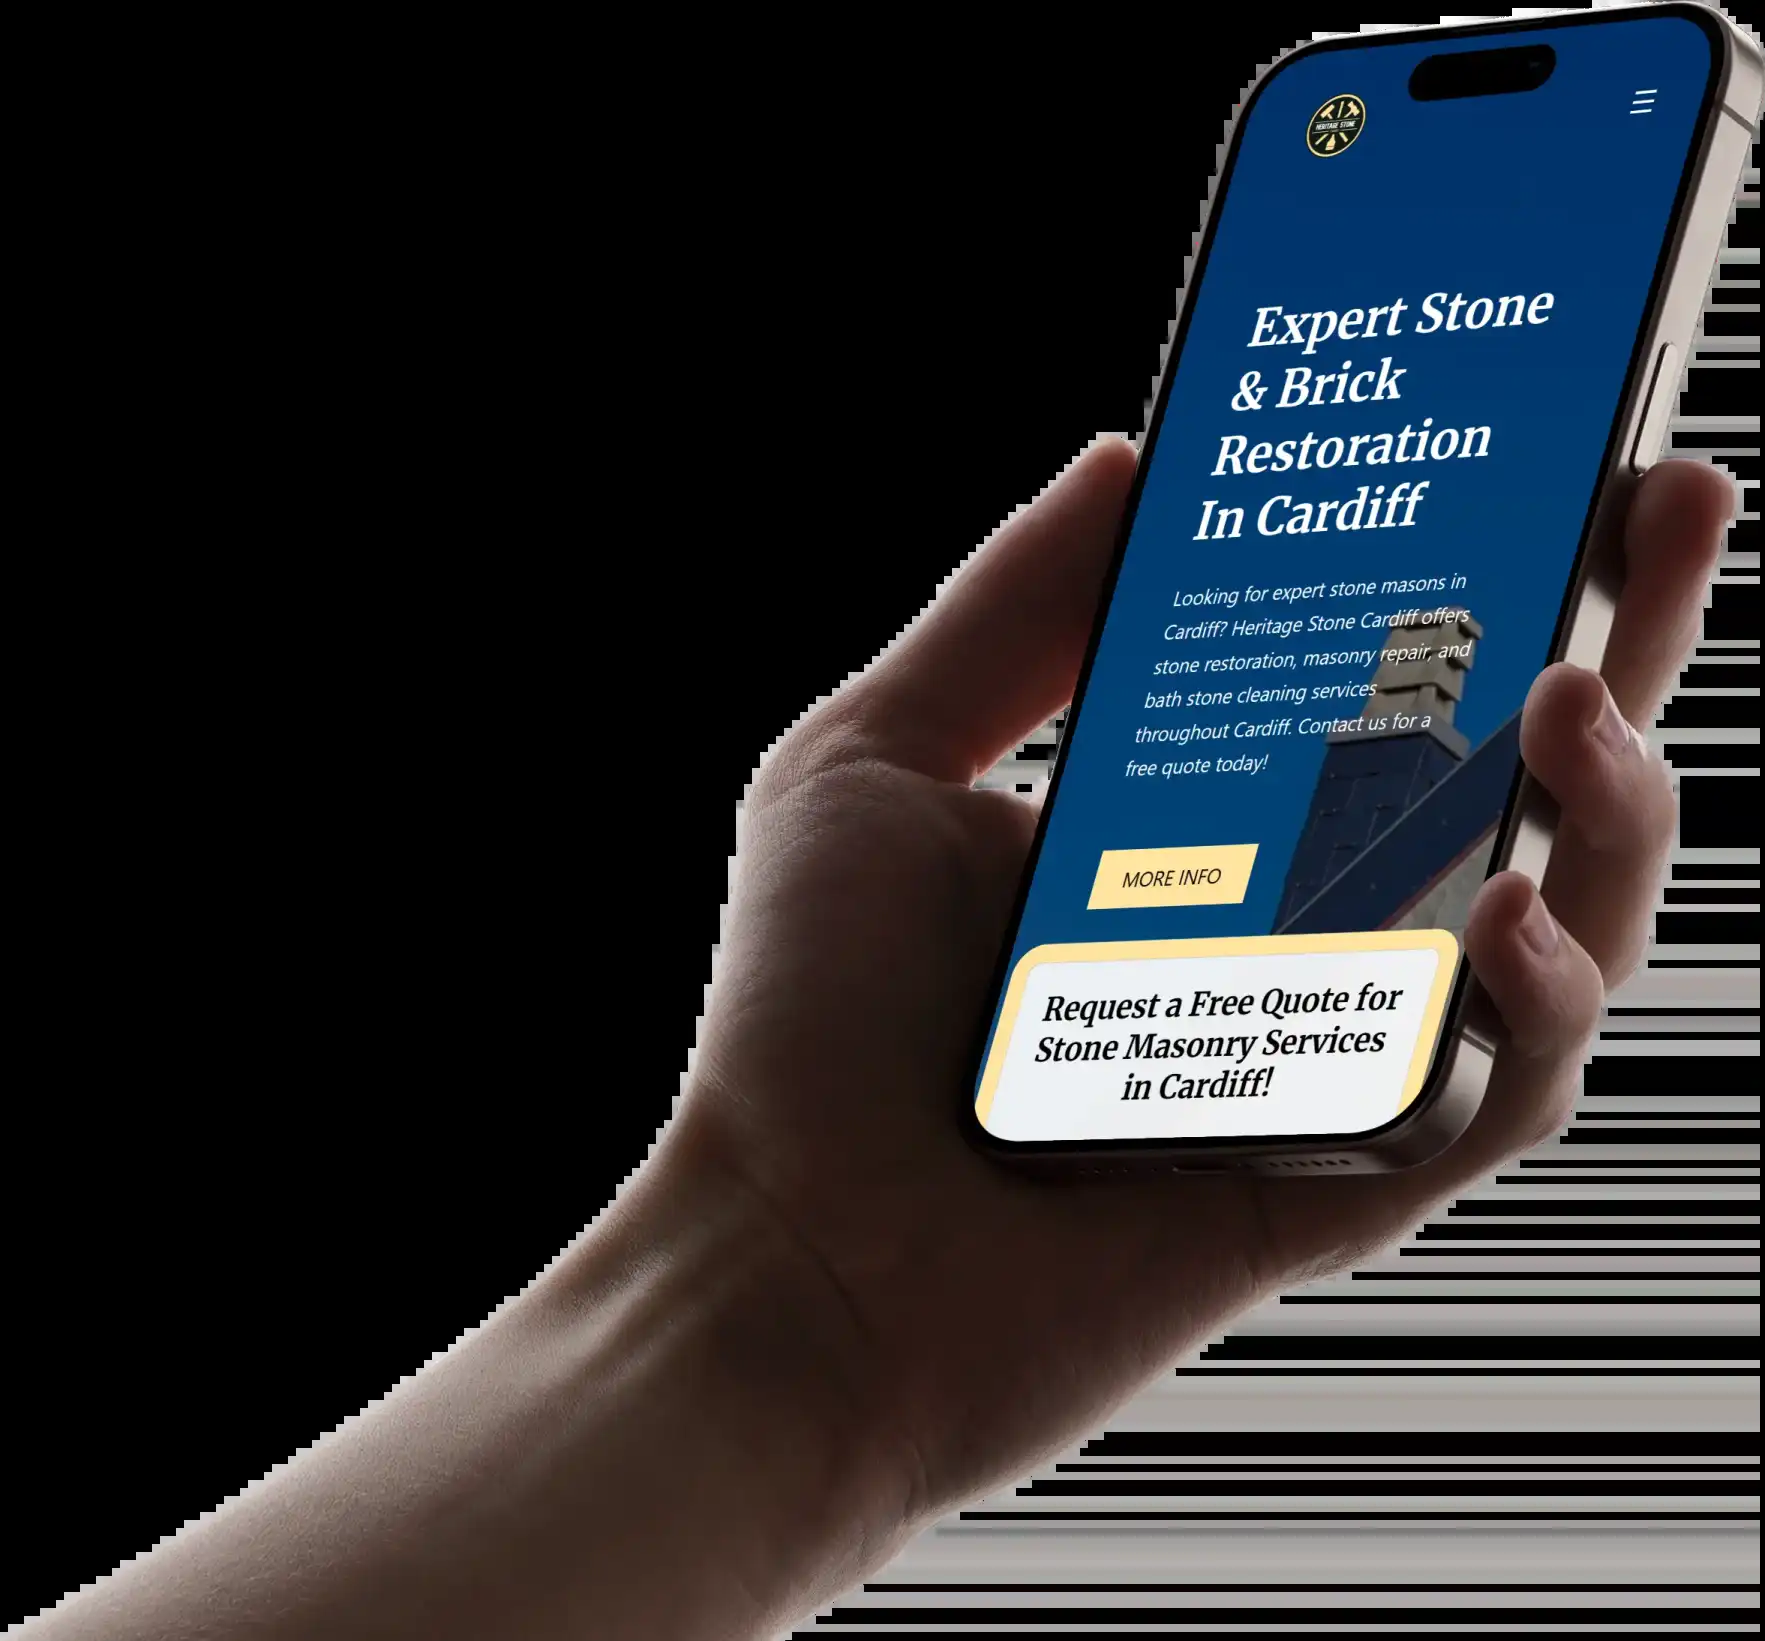 HERITAGE STONE
Expert Stone
& Brick
Restoration
In Cardiff
Looking for expert stone masons in
Cardiff? Heritage Stone Cardiff offers
stone restoration, masonry repair, and
bath stone cleaning services
throughout Cardiff. Contact us for a
free quote today!
MORE INFO
Request a Free Quote for
Stone Masonry Services
in Cardiff!